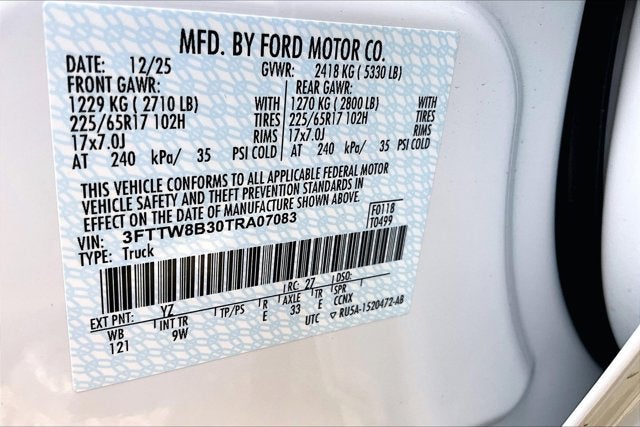 MFD. BY FORD MOTOR CO.
DATE: 12/25 GVWR: 2418 KG ( 5330 LB)
FRONT GAWR: REAR GAWR:
1229 KG ( 2710 LB) WITH 1270 KG ( 2800 LB) WITH
225/65R17 102H TIRES 225/65R17 102H TIRES
17x7.0J RIMS 17x7.0J RIMS
AT 240 kPa/ 35 PSI COLD AT 240 kPa/ 35 PSI COLD
THIS VEHICLE CONFORMS TO ALL APPLICABLE FEDERAL MOTOR
VEHICLE SAFETY AND THEFT PREVENTION STANDARDS IN
EFFECT ON THE DATE OF MANUFACTURE SHOWN ABOVE.
VIN: 3FTTW8B30TRA07083 F0118
TYPE: Truck T0499
EXT PNT: YZ RC: 27 DSO:
WB INT TR TP/PS R AXLE TR SPR
121 9W E 33 E CCNX
UTC ▽ RU5A-1520472-AB